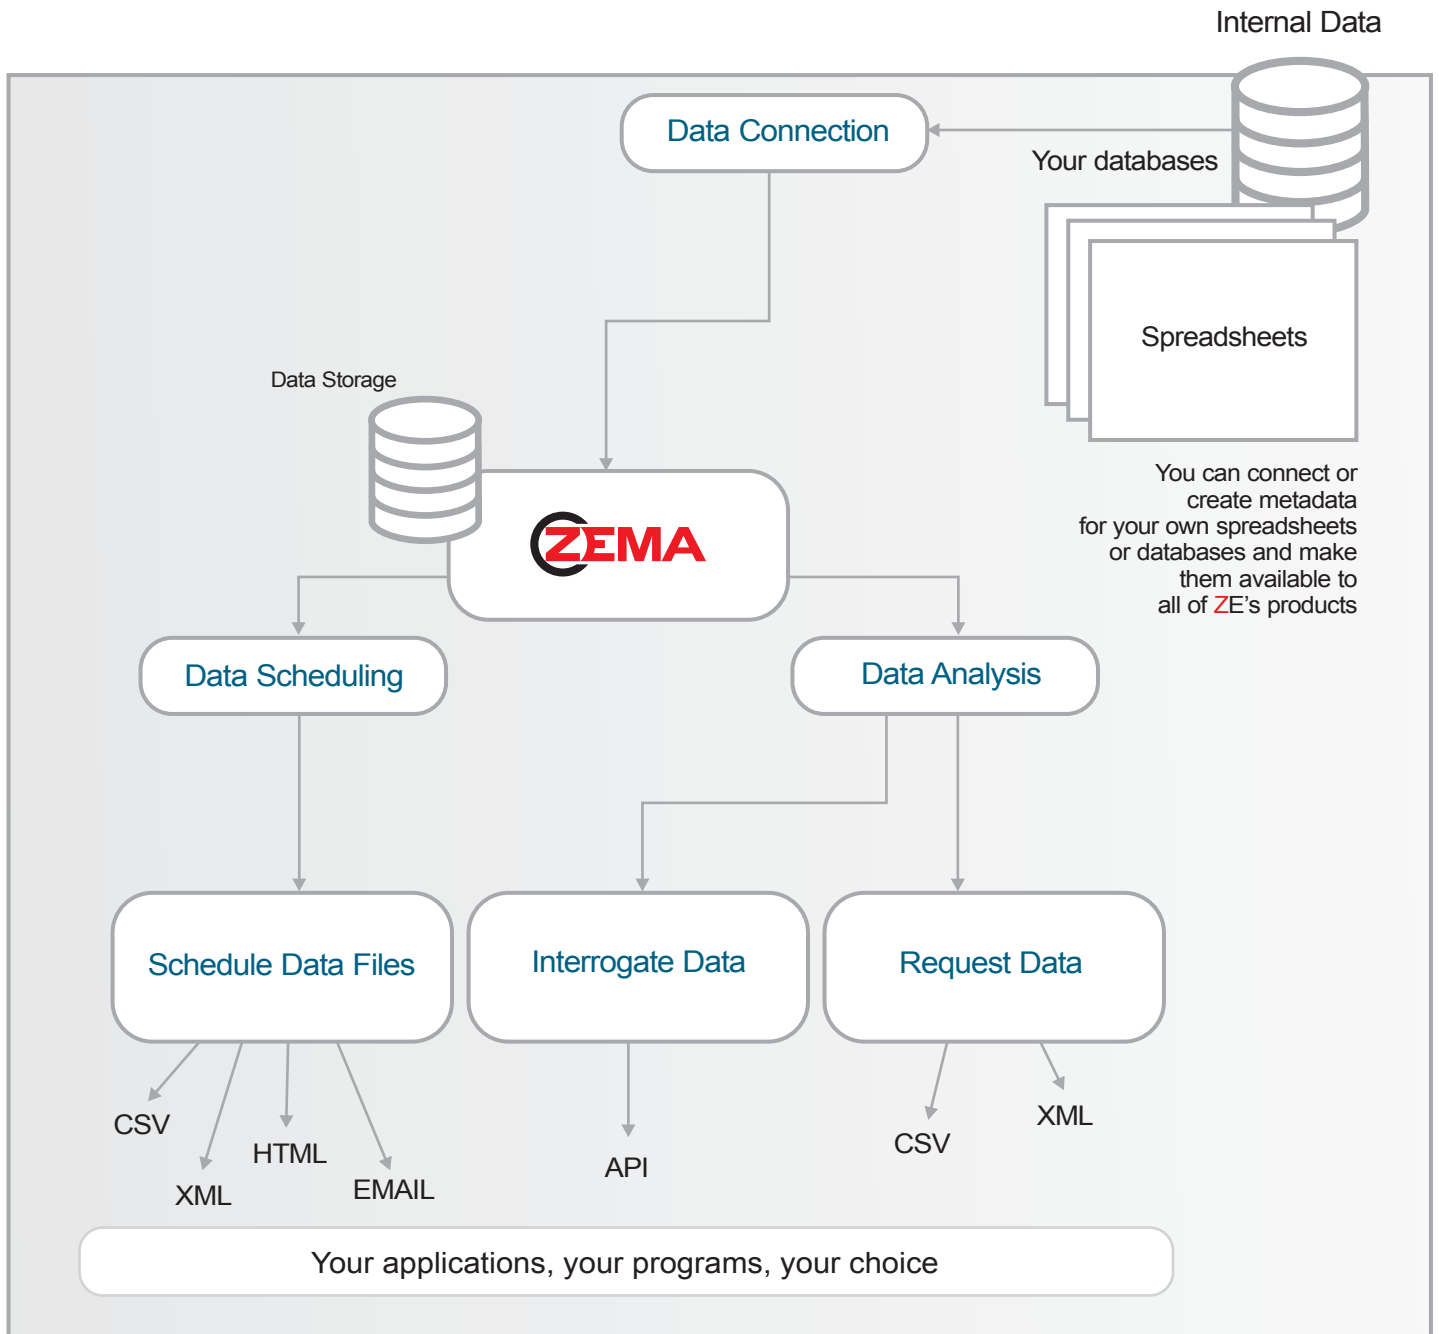 Internal Data
Data Connection
Your databases
Spreadsheets
You can connect or
create metadata
for your own spreadsheets
or databases and make
them available to
all of ZE's products
Data Storage
ZEMA
Data Scheduling
Data Analysis
Schedule Data Files
Interrogate Data
Request Data
CSV
XML
HTML
EMAIL
API
CSV
XML
Your applications, your programs, your choice